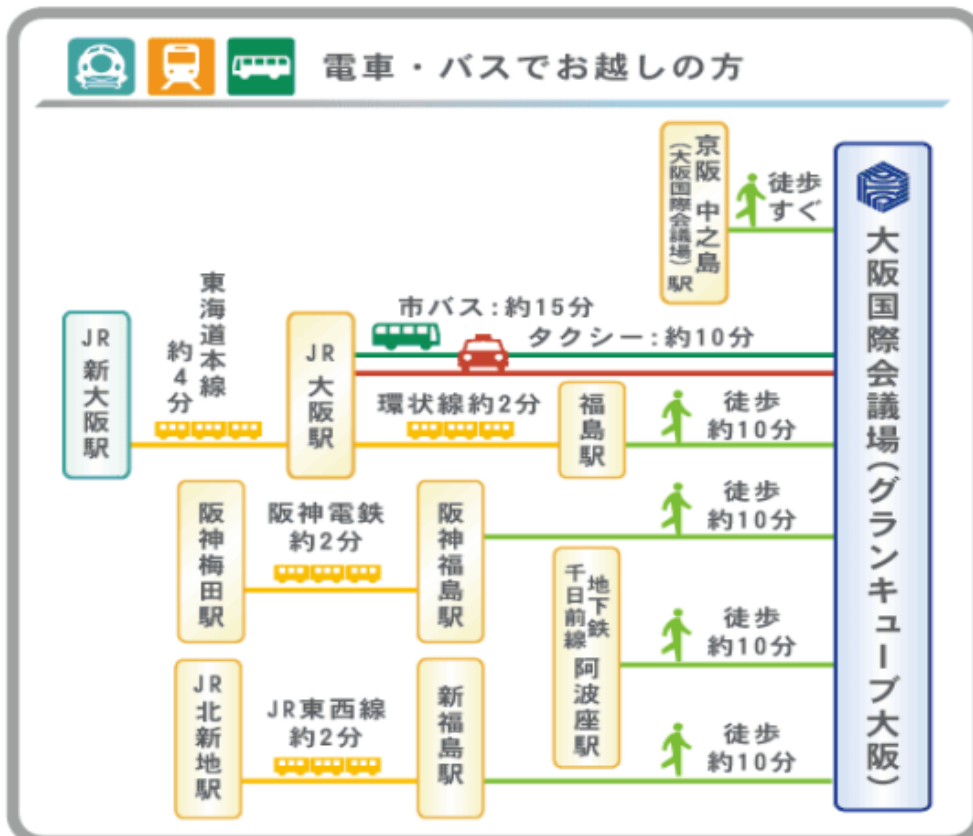 電車・バスでお越しの方
京阪 中之島
(大阪国際会議場)駅
徒歩
すぐ
大阪国際会議場(グランキューブ大阪)
JR 新大阪駅
東海道本線
約4分
JR 大阪駅
市バス:約15分
タクシー:約10分
環状線約2分
福島駅
徒歩
約10分
阪神梅田駅
阪神電鉄
約2分
阪神福島駅
徒歩
約10分
地下鉄
千日前線
阿波座駅
徒歩
約10分
JR 北新地駅
JR東西線
約2分
新福島駅
徒歩
約10分